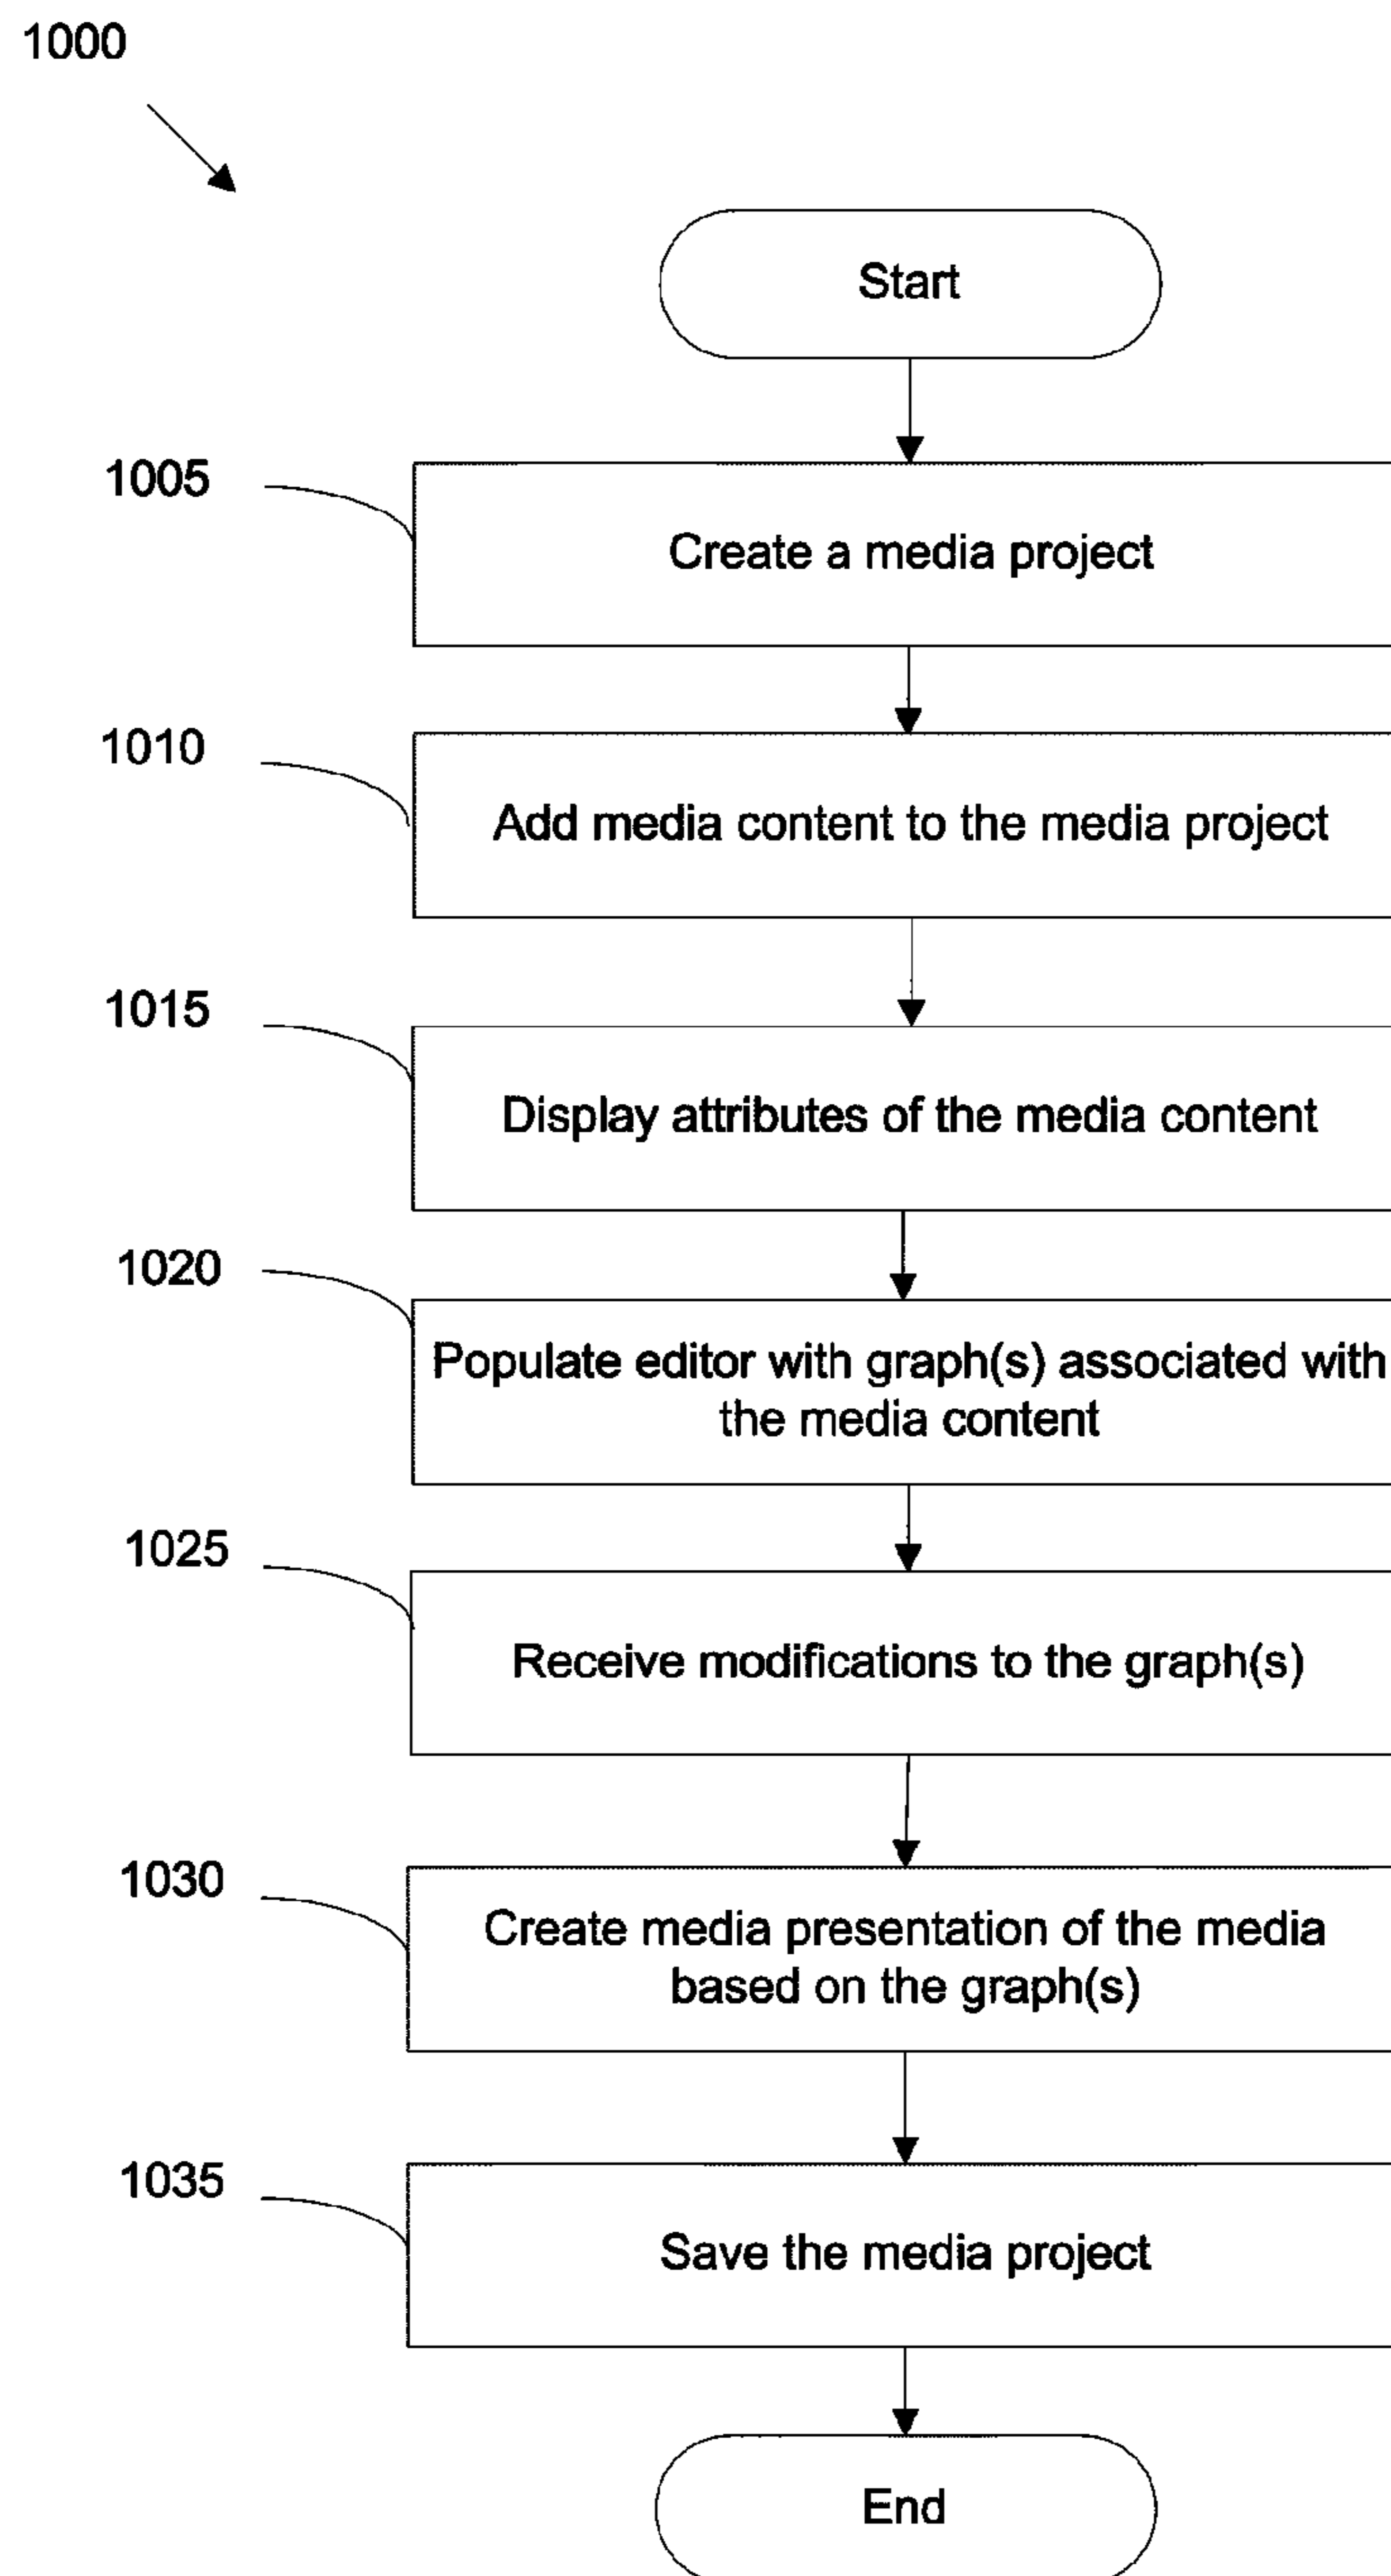 1000
Start
1005
Create a media project
1010
Add media content to the media project
1015
Display attributes of the media content
1020
Populate editor with graph(s) associated with
the media content
1025
Receive modifications to the graph(s)
1030
Create media presentation of the media
based on the graph(s)
1035
Save the media project
End